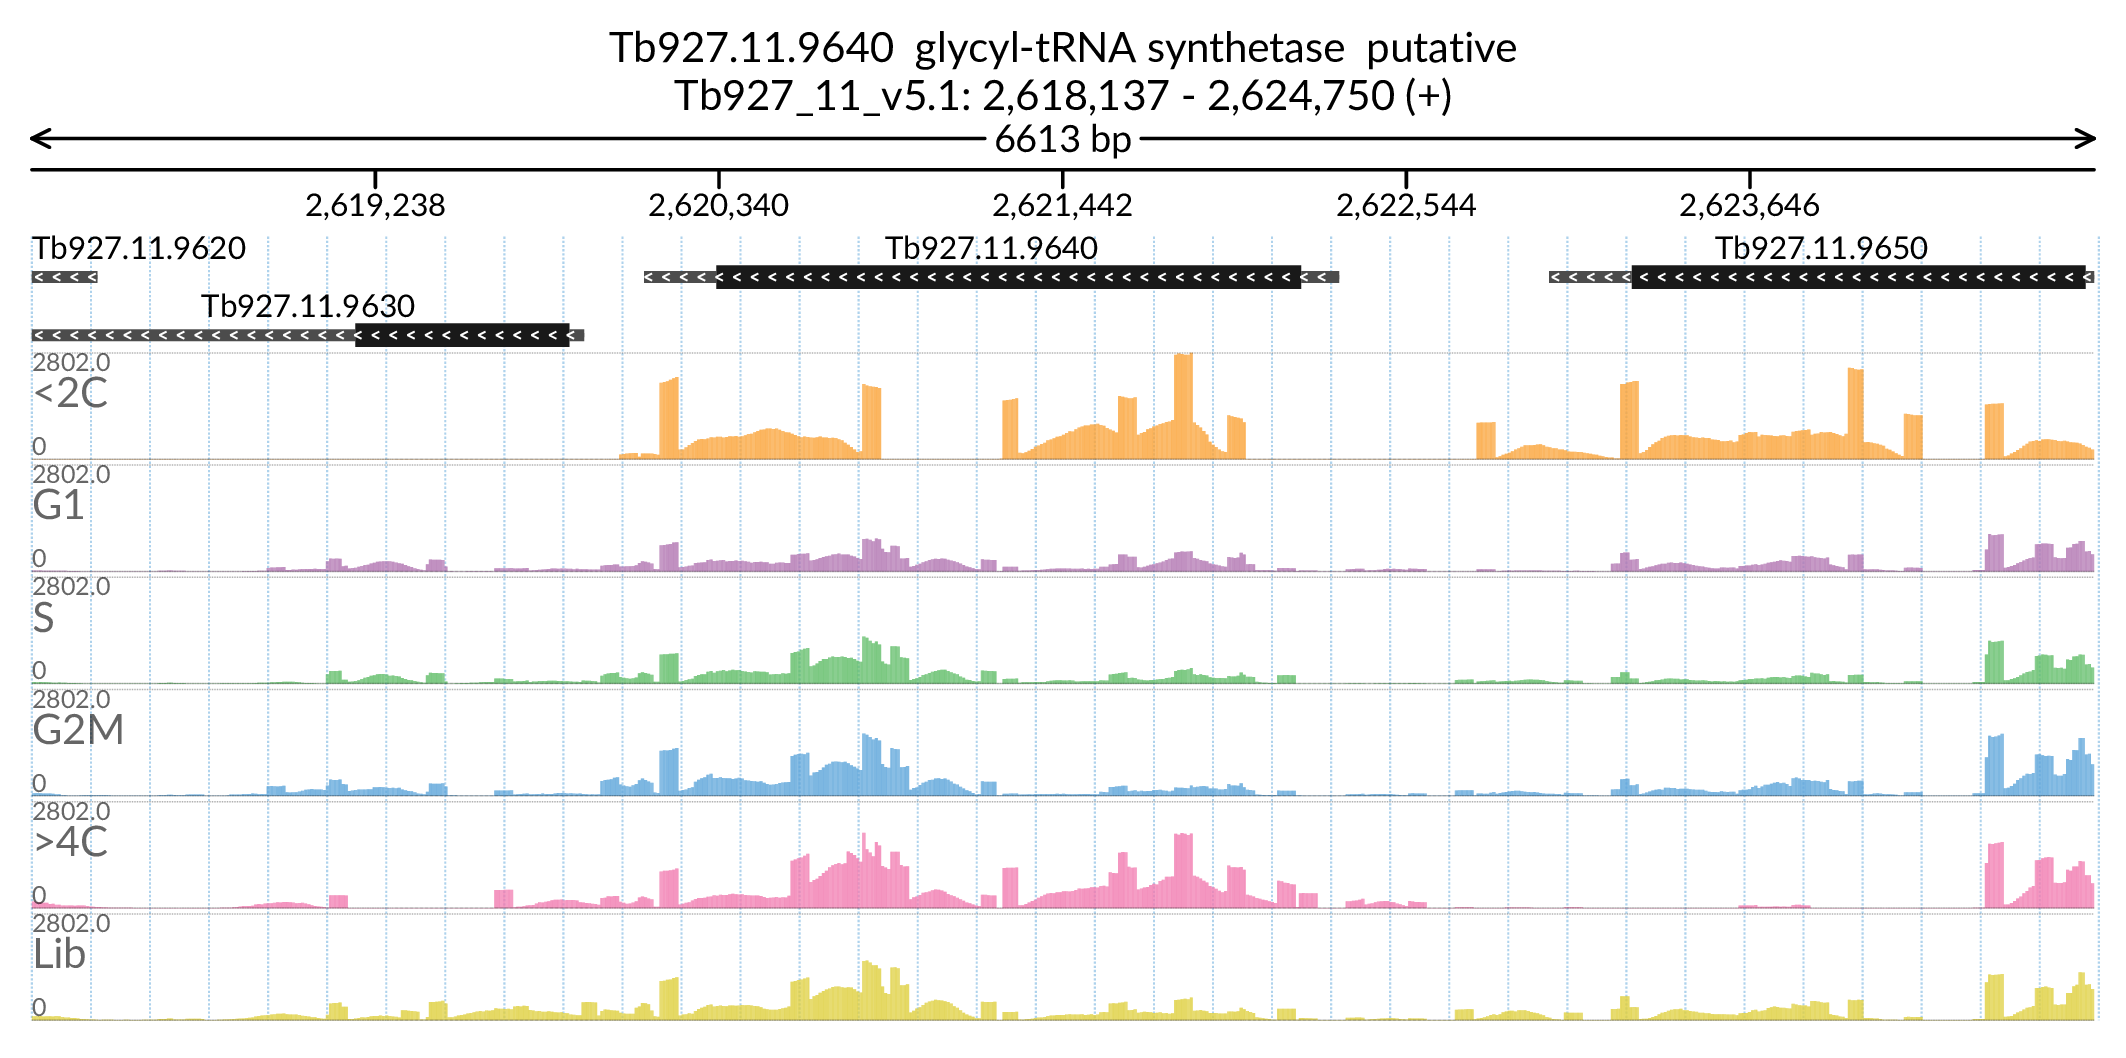 Tb927.11.9640  glycyl-tRNA synthetase  putative
Tb927_11_v5.1: 2,618,137 - 2,624,750 (+)
6613 bp
2,619,238
2,620,340
2,621,442
2,622,544
2,623,646
Tb927.11.9620
Tb927.11.9640
Tb927.11.9650
Tb927.11.9630
2802.0
<2C
0
2802.0
G1
0
2802.0
S
0
2802.0
G2M
0
2802.0
>4C
0
2802.0
Lib
0